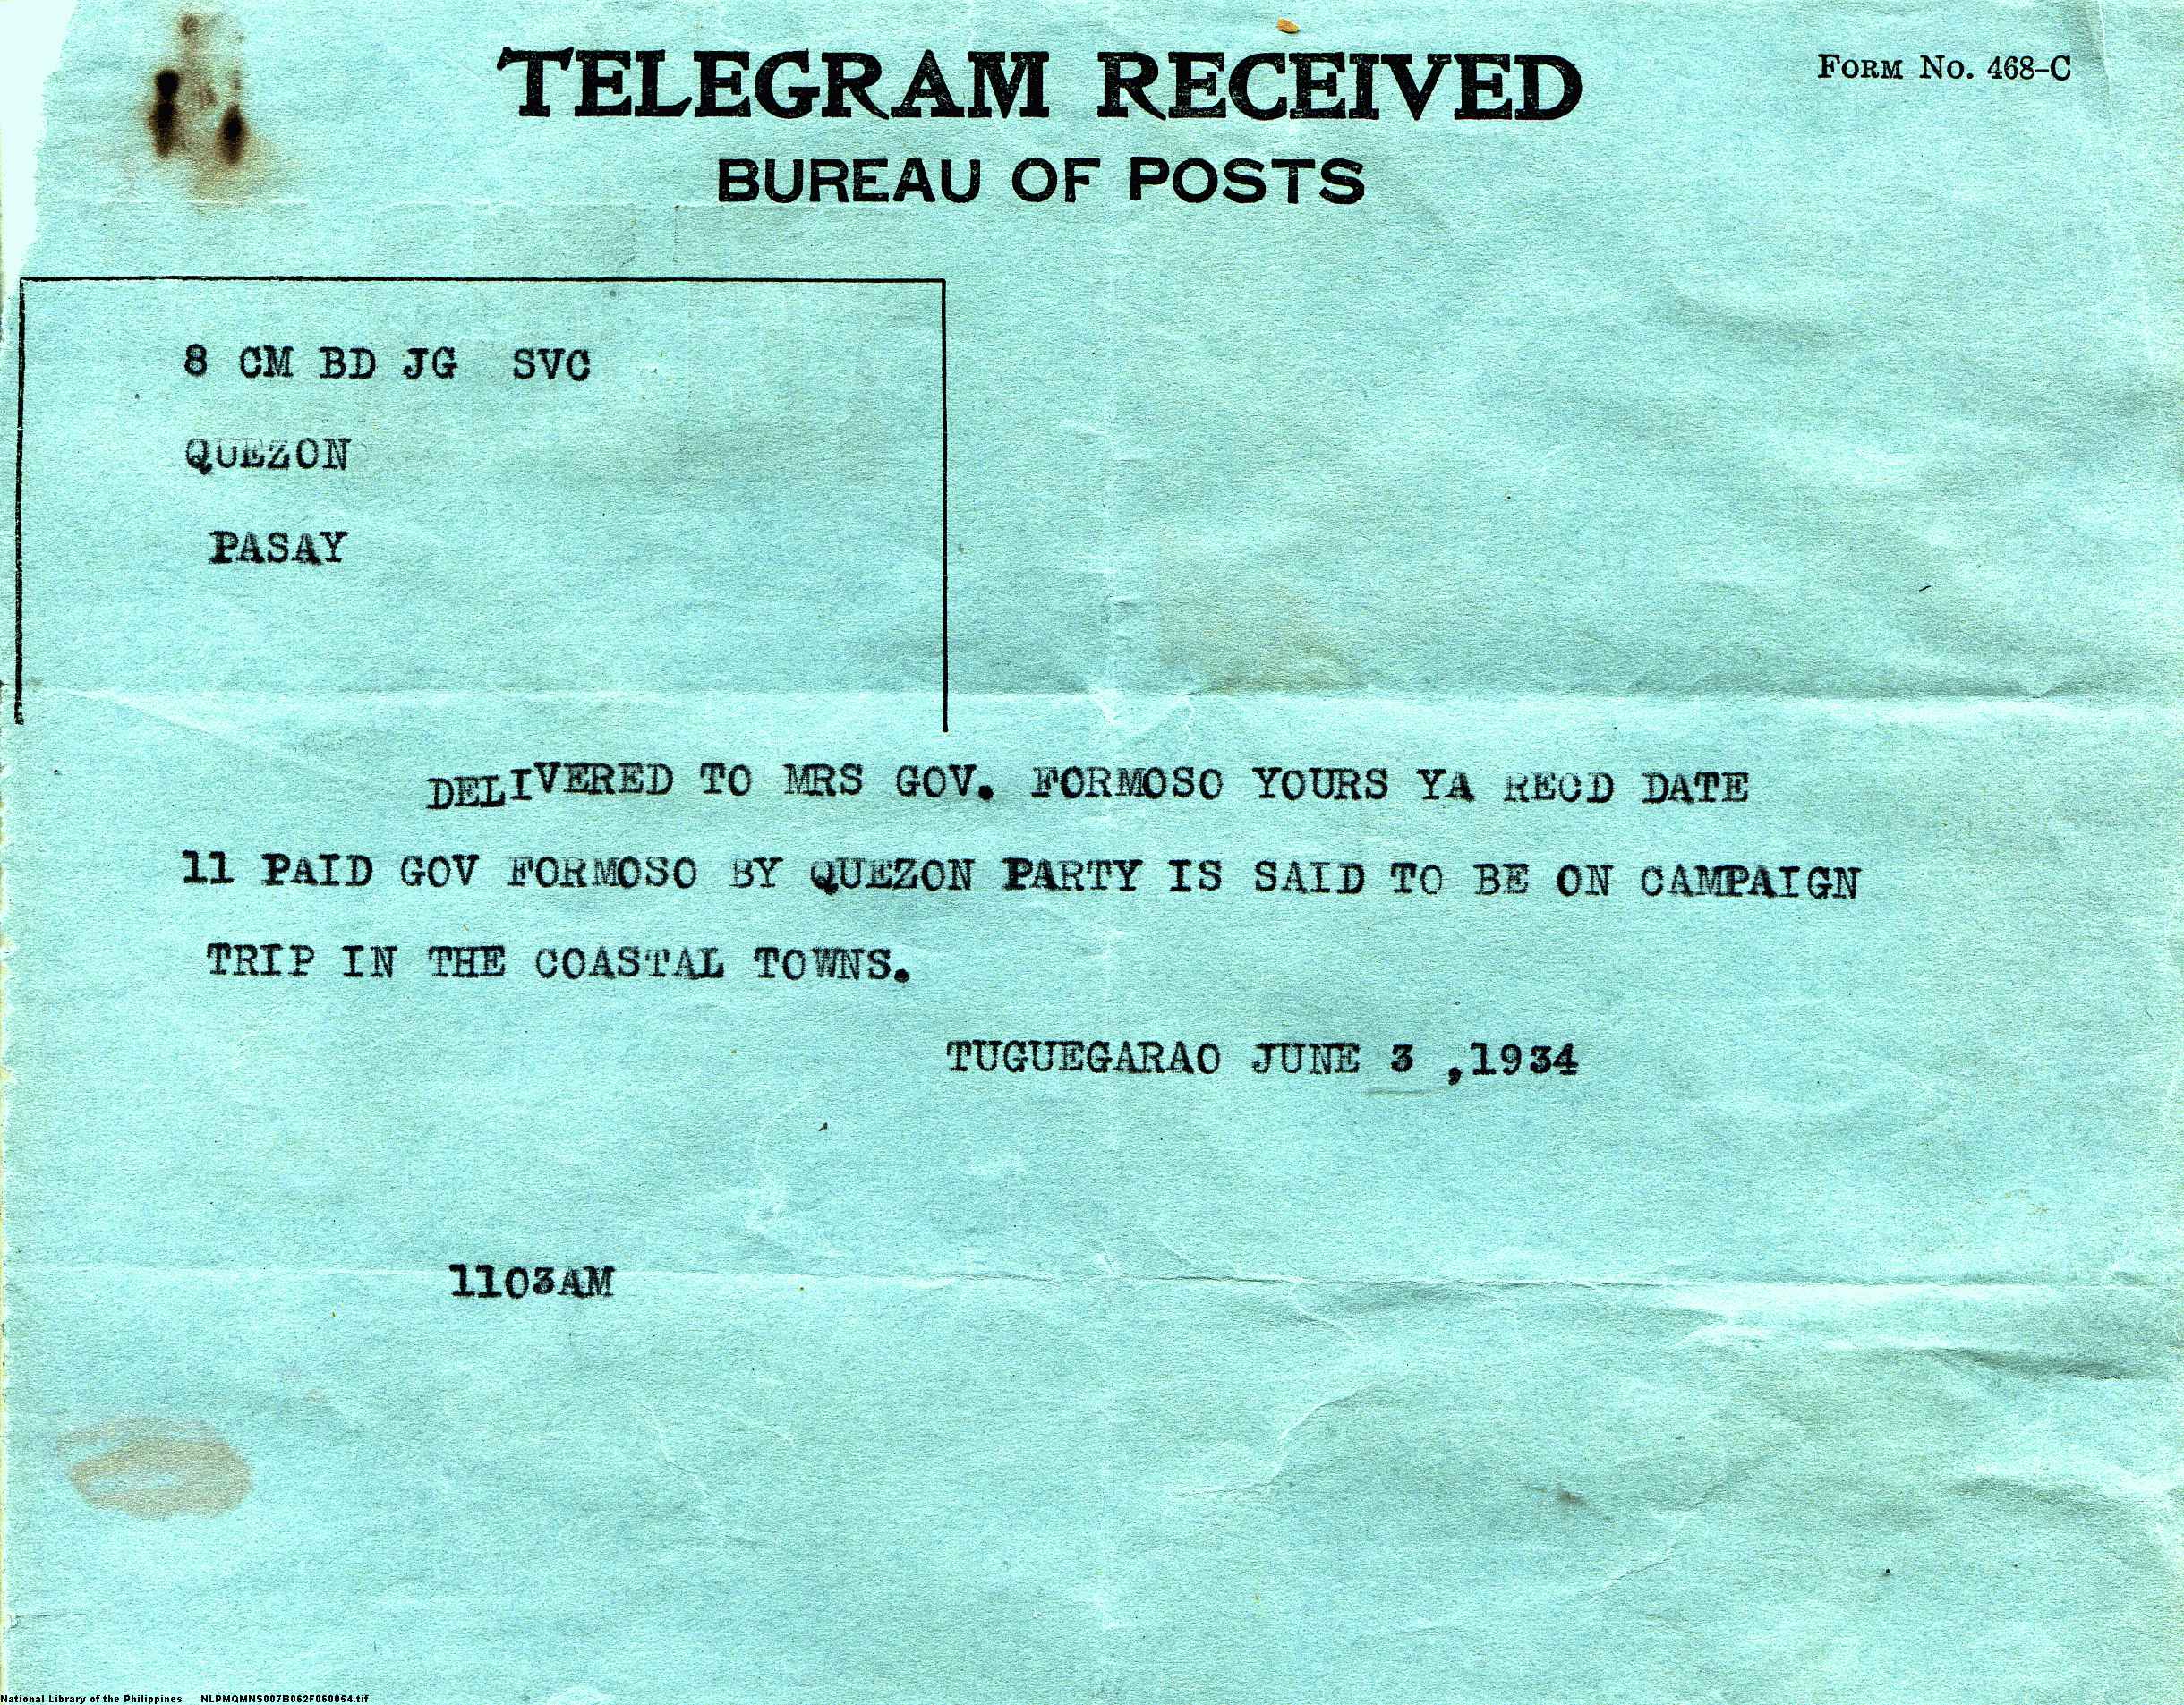 TELEGRAM RECEIVED
FORM NO. 468-C
BUREAU OF POSTS
8 CM BD JG SVC
QUEZON
PASAY
DELIVERED TO MRS GOV. FORMOSO YOURS YA RECD DATE
11 PAID GOV FORMOSO BY QUEZON PARTY IS SAID TO BE ON CAMPAIGN
TRIP IN THE COASTAL TOWNS.
TUGUEGARAO JUNE 3 ,1934
1103AM
National Library of the Philippines NLPMQMNS007B062F060064.tif